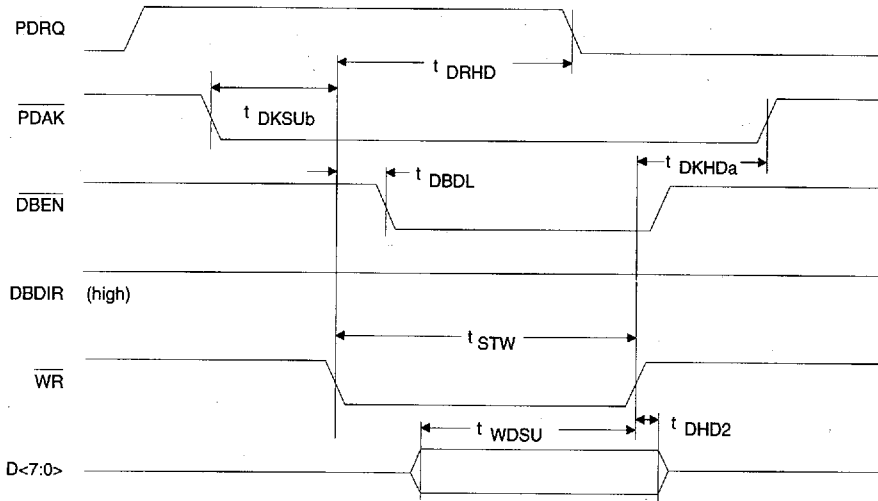 PDRQ
t DRHD
PDAK
t DKSUb
t DKHDa
DBEN
t DBDL
DBDIR (high)
t STW
WR
t WDSU
t DHD2
D<7:0>